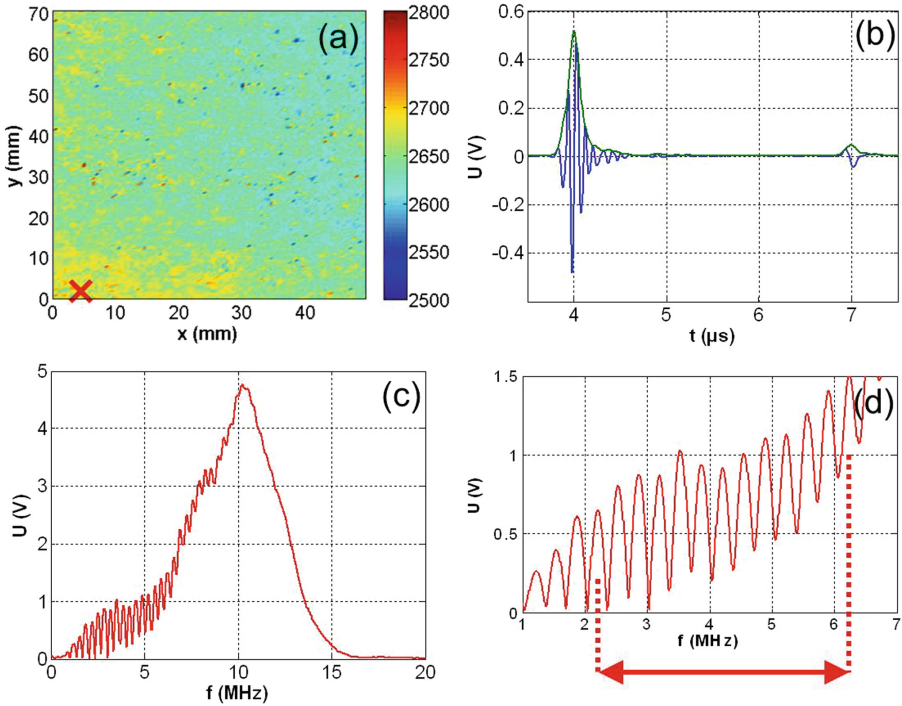 (a)
70
60
50
40
30
20
10
0
y (mm)
0 10 20 30 40
x (mm)
2800
2750
2700
2650
2600
2550
2500
(b)
0.6
0.4
0.2
0
-0.2
-0.4
U (V)
4 5 6 7
t (µs)
(c)
5
4
3
2
1
0
U (V)
0 5 10 15 20
f (MHz)
(d)
1.5
1
0.5
0
U (V)
1 2 3 4 5 6 7
f (MHz)